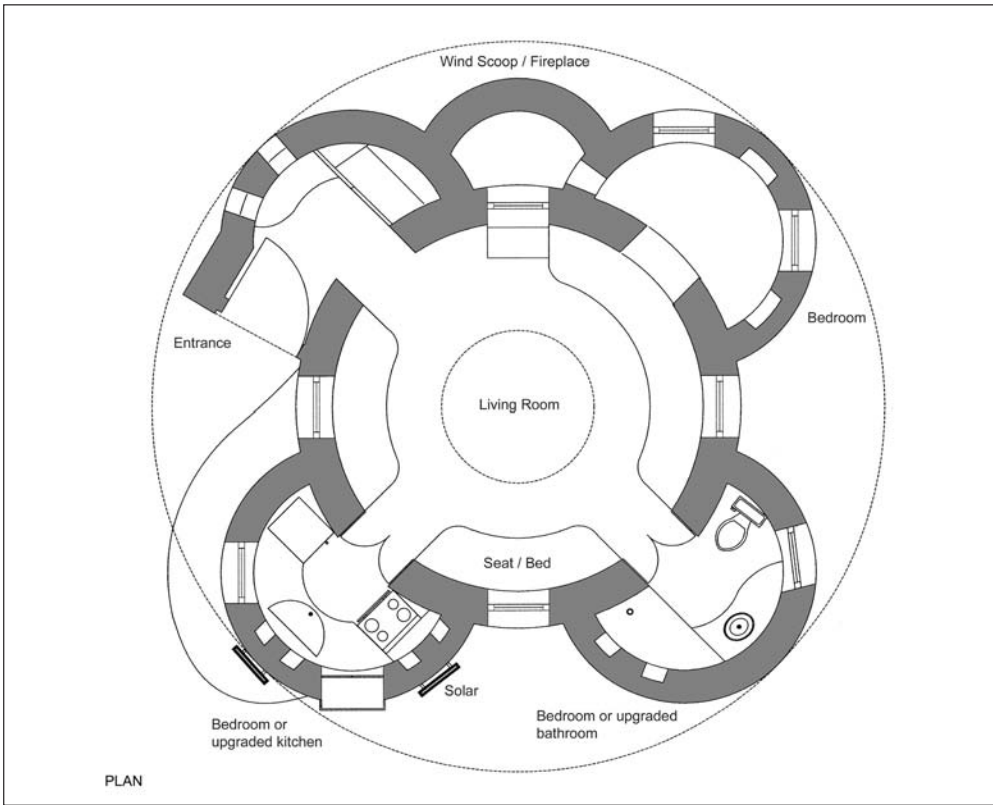 Wind Scoop / Fireplace
Entrance
Bedroom
Living Room
Seat / Bed
Solar
Bedroom or
upgraded kitchen
Bedroom or upgraded
bathroom
PLAN